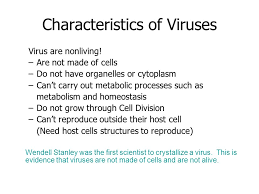 Characteristics of Viruses
Virus are nonliving!
– Are not made of cells
– Do not have organelles or cytoplasm
– Can't carry out metabolic processes such as
metabolism and homeostasis
– Do not grow through Cell Division
– Can't reproduce outside their host cell
(Need host cells structures to reproduce)
Wendell Stanley was the first scientist to crystallize a virus. This is
evidence that viruses are not made of cells and are not alive.